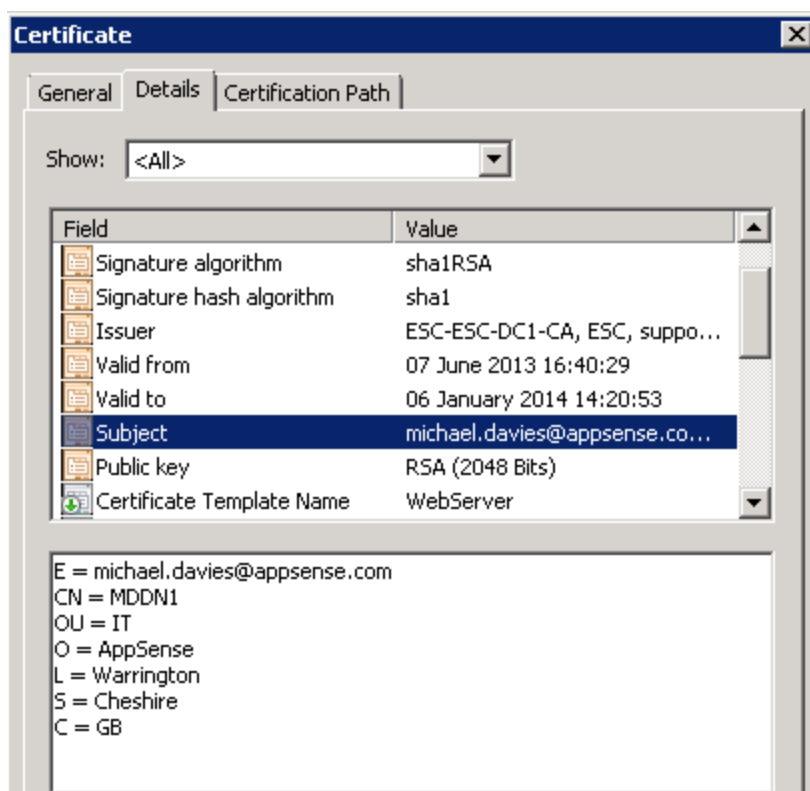 Certificate
General Details Certification Path
Show: <All>
Field Value
Signature algorithm sha1RSA
Signature hash algorithm sha1
Issuer ESC-ESC-DC1-CA, ESC, suppo...
Valid from 07 June 2013 16:40:29
Valid to 06 January 2014 14:20:53
Subject michael.davies@appsense.co...
Public key RSA (2048 Bits)
Certificate Template Name WebServer
E = michael.davies@appsense.com
CN = MDDN1
OU = IT
O = AppSense
L = Warrington
S = Cheshire
C = GB